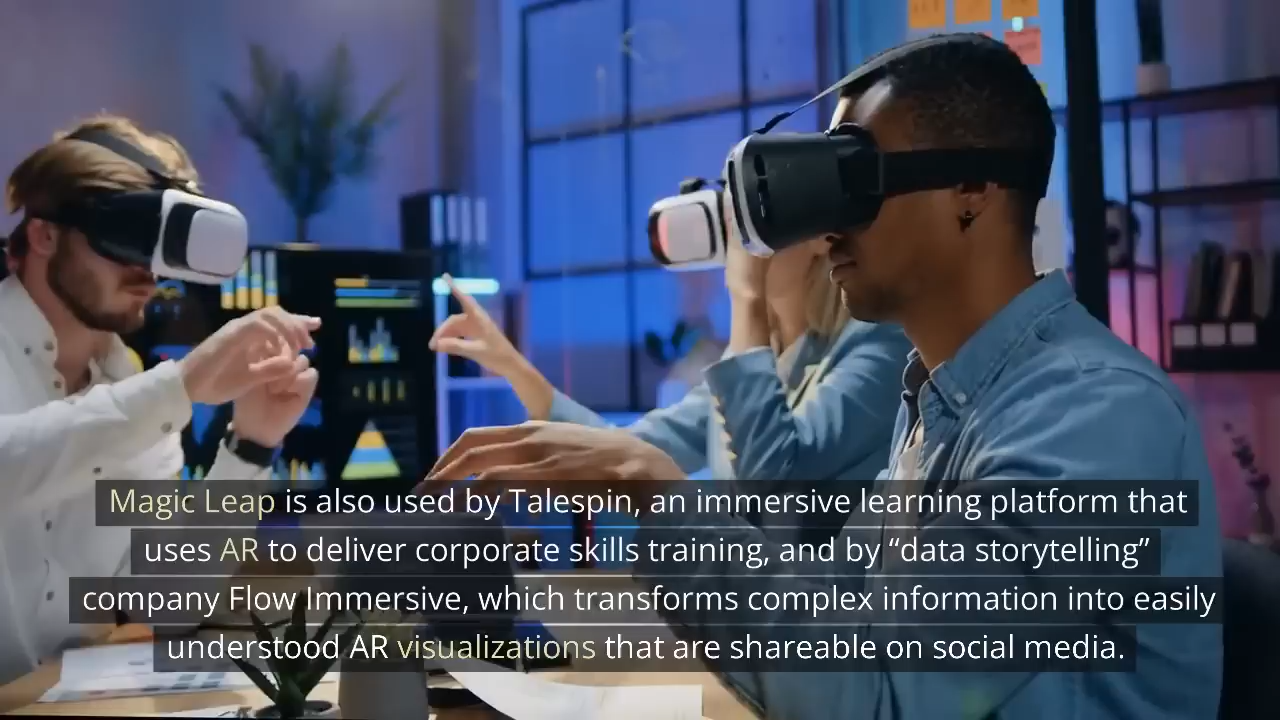 Magic Leap is also used by Talespin, an immersive learning platform that
uses AR to deliver corporate skills training, and by “data storytelling”
company Flow Immersive, which transforms complex information into easily
understood AR visualizations that are shareable on social media.